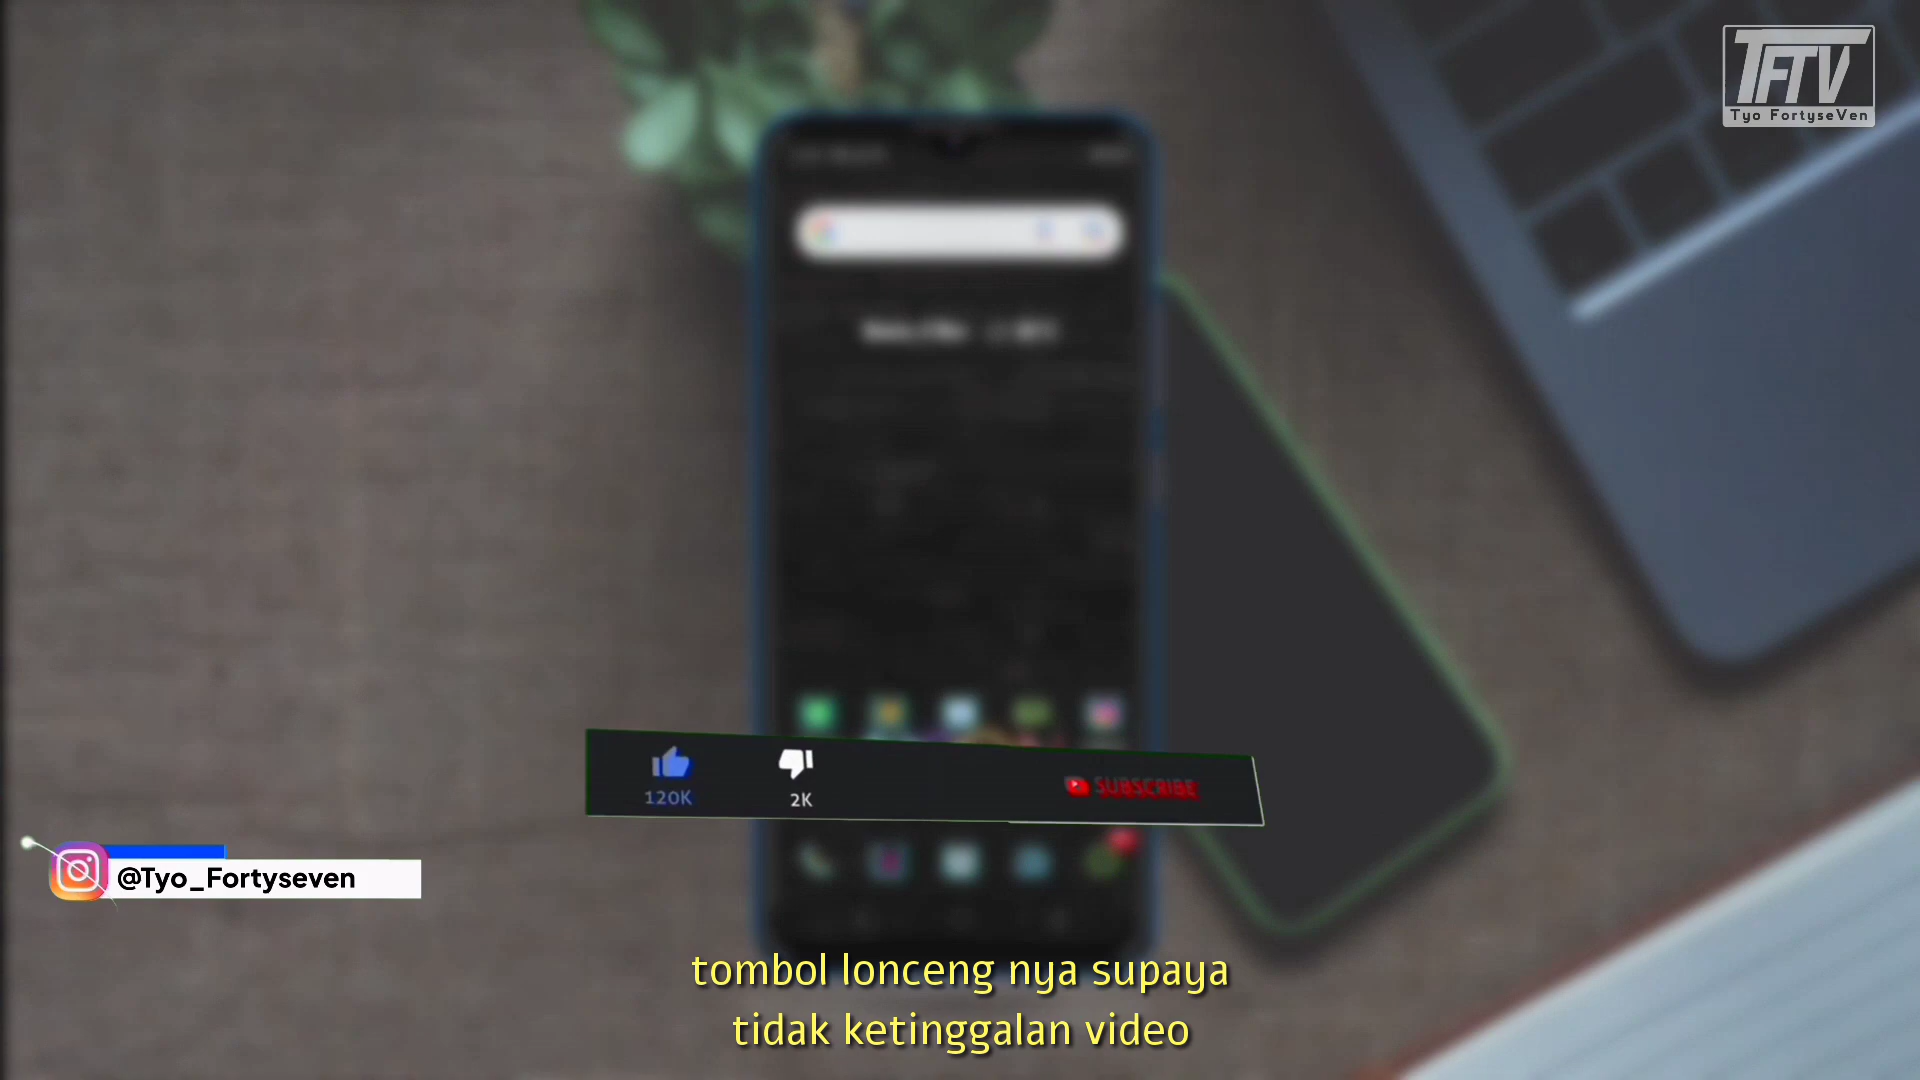 TFTV
Tyo FortyseVen
120K
2K
SUBSCRIBE
@Tyo_Fortyseven
tombol lonceng nya supaya
tidak ketinggalan video